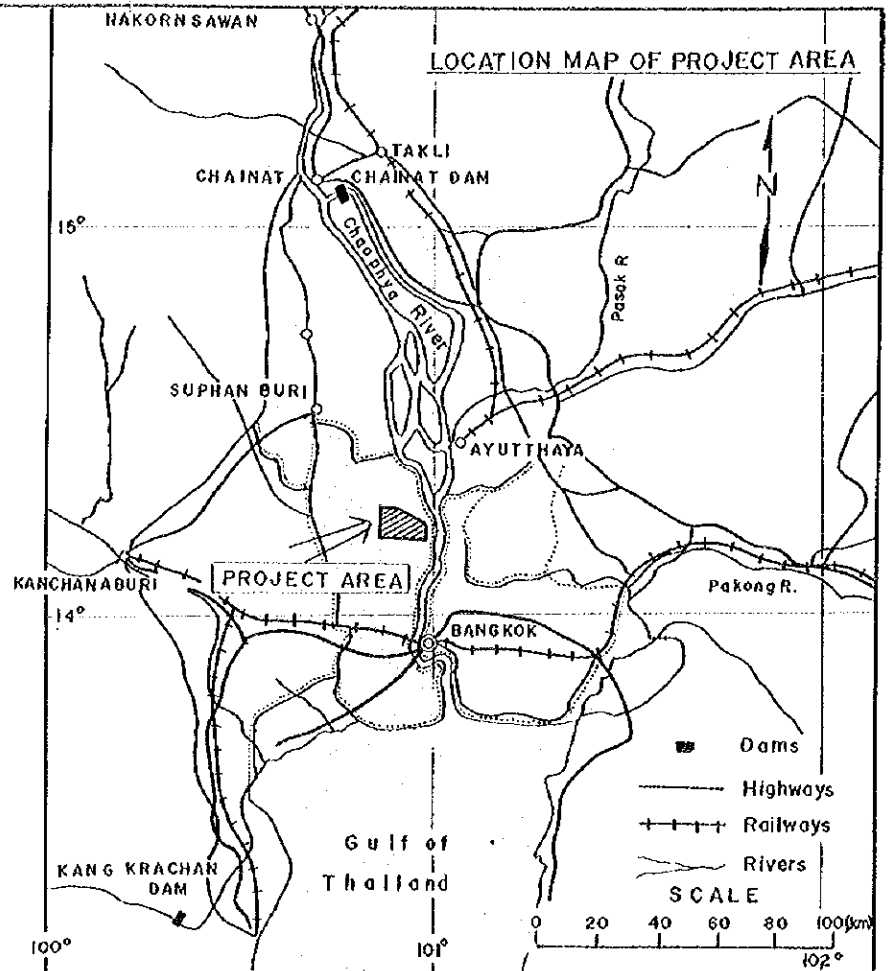 NAKORN SAWAN
LOCATION MAP OF PROJECT AREA
TAKLI
CHAINAT
CHAINAT DAM
15°
Chaophya River
Pasak R
N
SUPHAN BURI
AYUTTHAYA
KANCHANABURI
PROJECT AREA
Pakong R.
14°
BANGKOK
Dams
Highways
Railways
Rivers
Gulf of
Thailand
KANG KRACHAN
DAM
SCALE
0 20 40 60 80 100(km)
100° 101° 102°